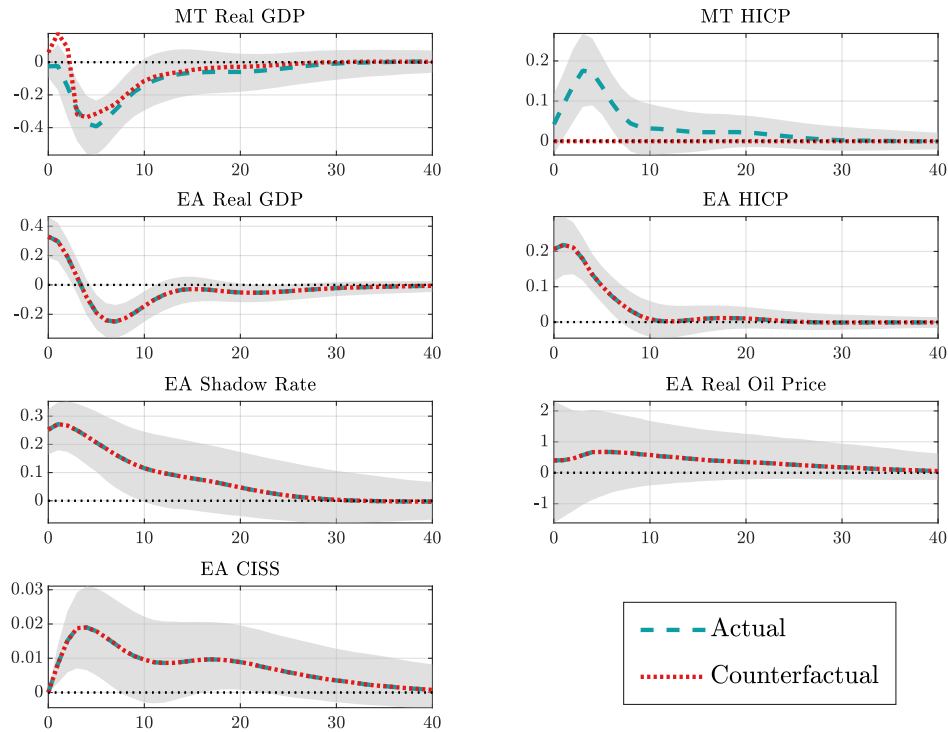 MT Real GDP
0
-0.2
-0.4
0 10 20 30 40
MT HICP
0.2
0.1
0
0 10 20 30 40
EA Real GDP
0.4
0.2
0
-0.2
0 10 20 30 40
EA HICP
0.2
0.1
0
0 10 20 30 40
EA Shadow Rate
0.3
0.2
0.1
0
0 10 20 30 40
EA Real Oil Price
2
1
0
-1
0 10 20 30 40
EA CISS
0.03
0.02
0.01
0
0 10 20 30 40
Actual
Counterfactual